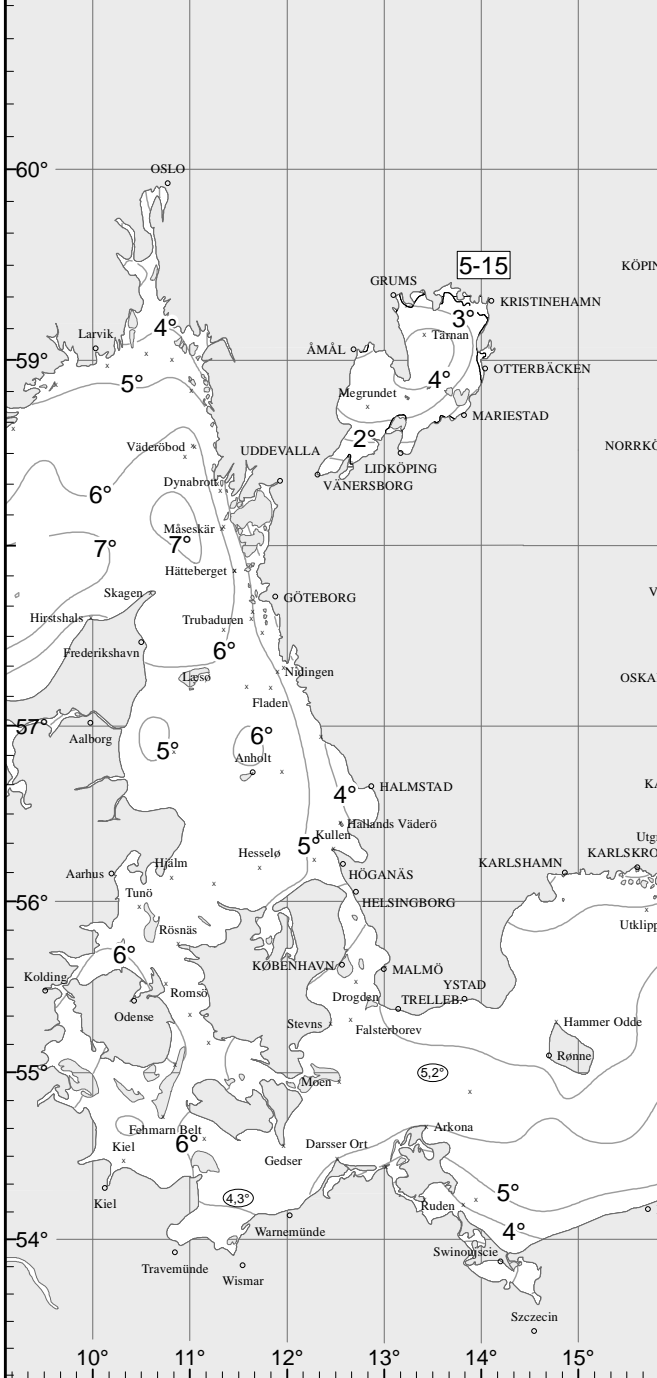 60°
OSLO
5-15
KÖPIN
GRUMS
KRISTINEHAMN
3°
4°
Tärnan
Larvik
ÅMÅL
59°
OTTERBÄCKEN
5°
4°
Megrundet
MARIESTAD
2°
Väderöbod
UDDEVALLA
NORRKÖ
LIDKÖPING
Dynabrott
VÄNERSBORG
6°
Måseskär
7°
7°
Hätteberget
Skagen
GÖTEBORG
V
Hirstshals
Trubaduren
Frederikshavn
6°
Nidingen
Læsø
OSKA
Fladen
57°
Aalborg
5°
6°
Anholt
HALMSTAD
KA
4°
Hallands Väderö
Kullen
Utg
5°
Hesselø
KARLSKRO
Hjälm
KARLSHAMN
Aarhus
HÖGANÄS
Tunö
HELSINGBORG
56°
Utklipp
Rösnäs
6°
KØBENHAVN
MALMÖ
Kolding
YSTAD
Romsö
Drogden
TRELLEB
Odense
Stevns
Falsterborev
Hammer Odde
Rønne
55°
Moen
5,2°
Fehmarn Belt
Arkona
Kiel
6°
Darsser Ort
Gedser
4,3°
5°
Kiel
Ruden
Warnemünde
4°
54°
Swinoujscie
Travemünde
Wismar
Szczecin
10°
11°
12°
13°
14°
15°